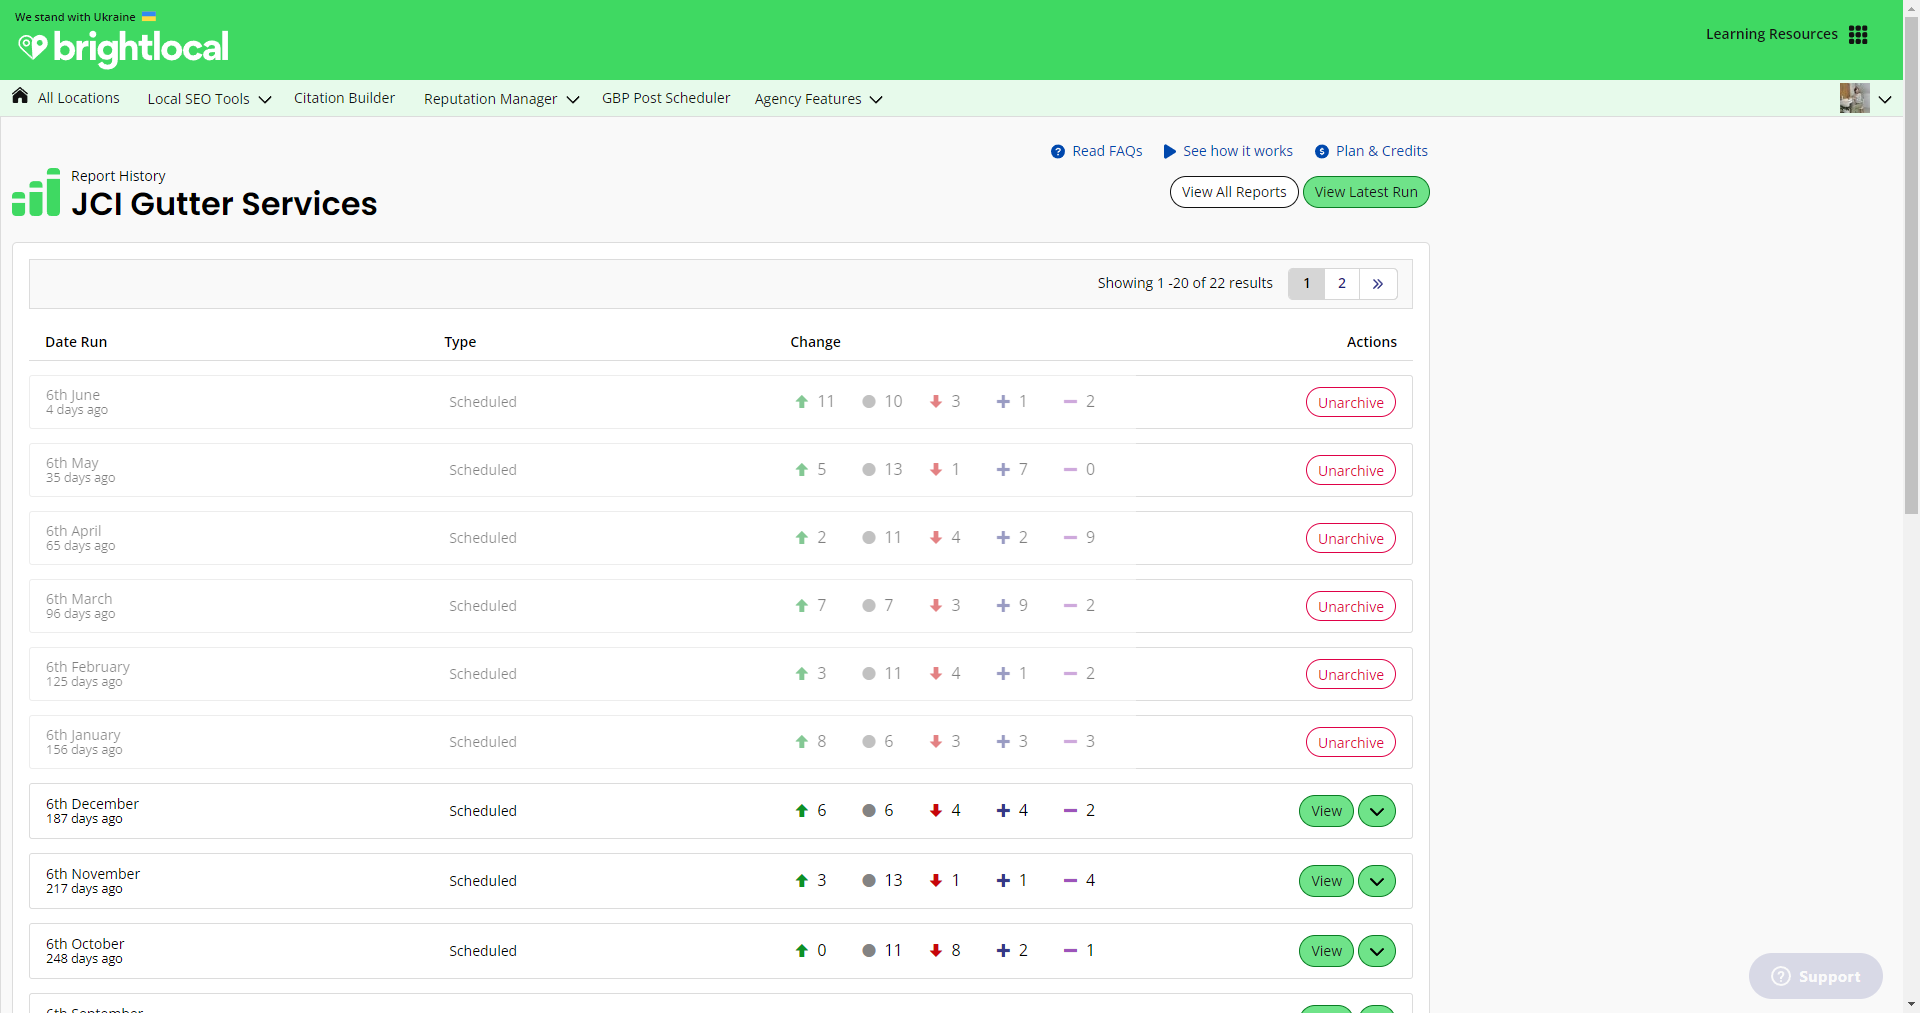 We stand with Ukraine
brightlocal
Learning Resources
All Locations Local SEO Tools Citation Builder Reputation Manager GBP Post Scheduler Agency Features
Read FAQs See how it works Plan & Credits
Report History
JCI Gutter Services
View All Reports View Latest Run
Showing 1 -20 of 22 results 1 2 »
Date Run Type Change Actions
6th June
4 days ago
Scheduled 11 10 3 1 2 Unarchive
6th May
35 days ago
Scheduled 5 13 1 7 0 Unarchive
6th April
65 days ago
Scheduled 2 11 4 2 9 Unarchive
6th March
96 days ago
Scheduled 7 7 3 9 2 Unarchive
6th February
125 days ago
Scheduled 3 11 4 1 2 Unarchive
6th January
156 days ago
Scheduled 8 6 3 3 3 Unarchive
6th December
187 days ago
Scheduled 6 6 4 4 2 View
6th November
217 days ago
Scheduled 3 13 1 1 4 View
6th October
248 days ago
Scheduled 0 11 8 2 1 View
Support
6th September